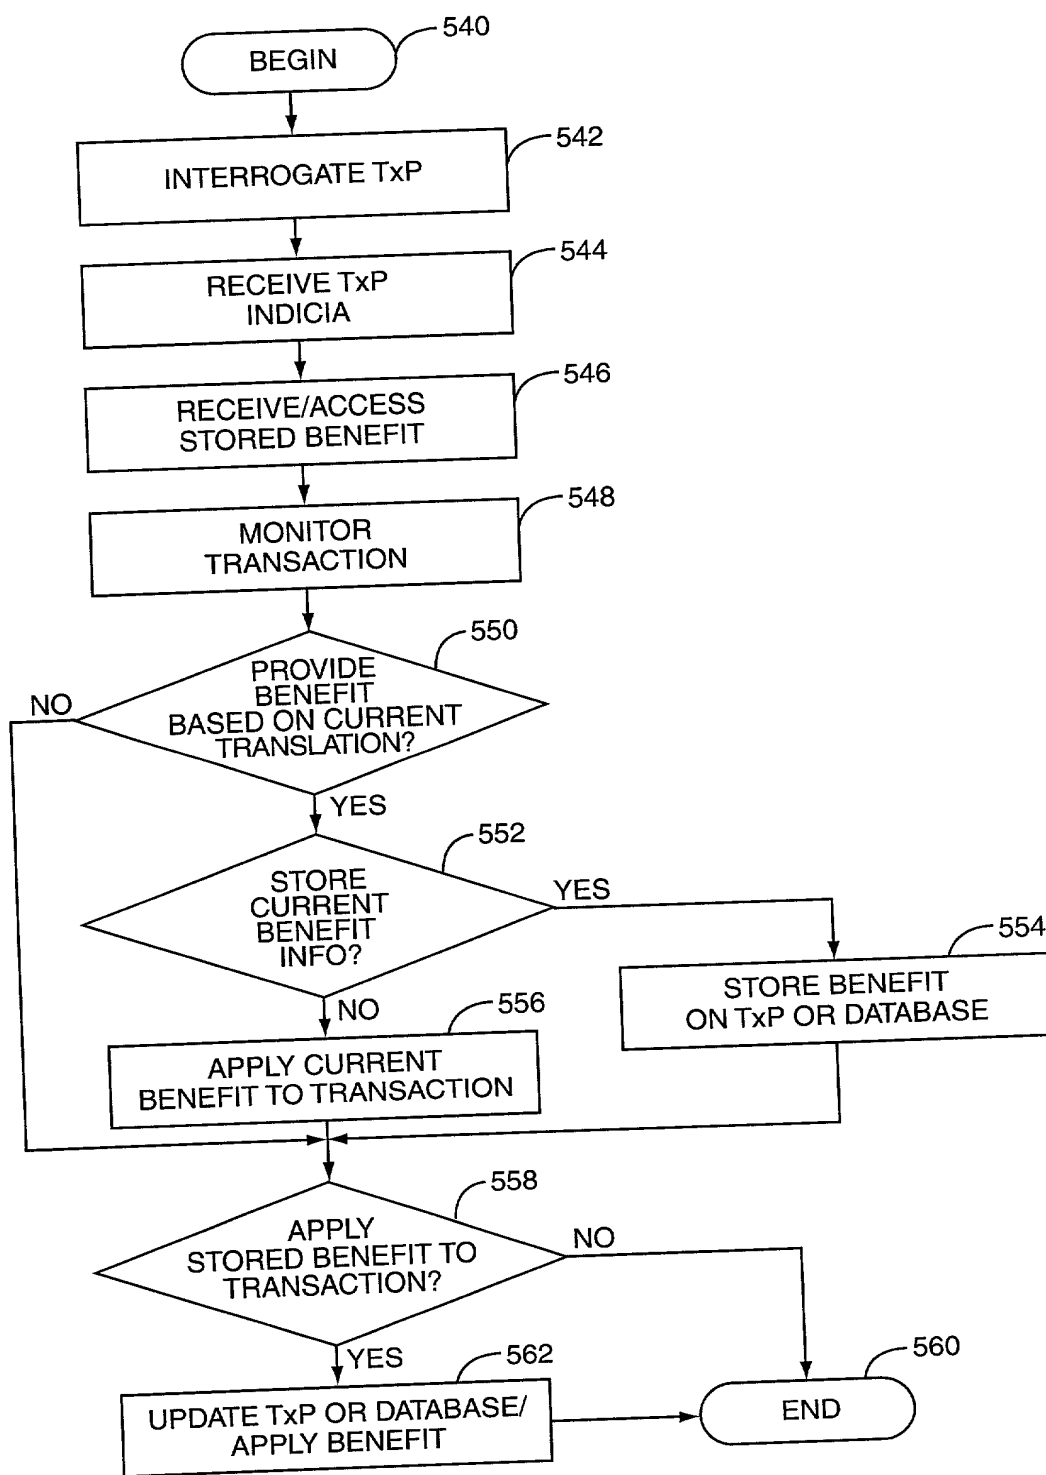 540
BEGIN
542
INTERROGATE TxP
544
RECEIVE TxP
INDICIA
546
RECEIVE/ACCESS
STORED BENEFIT
548
MONITOR
TRANSACTION
550
PROVIDE
BENEFIT
BASED ON CURRENT
TRANSLATION?
NO
YES
552
STORE
CURRENT
BENEFIT
INFO?
YES
554
STORE BENEFIT
ON TxP OR DATABASE
NO
556
APPLY CURRENT
BENEFIT TO TRANSACTION
558
APPLY
STORED BENEFIT TO
TRANSACTION?
NO
YES
562
UPDATE TxP OR DATABASE/
APPLY BENEFIT
560
END